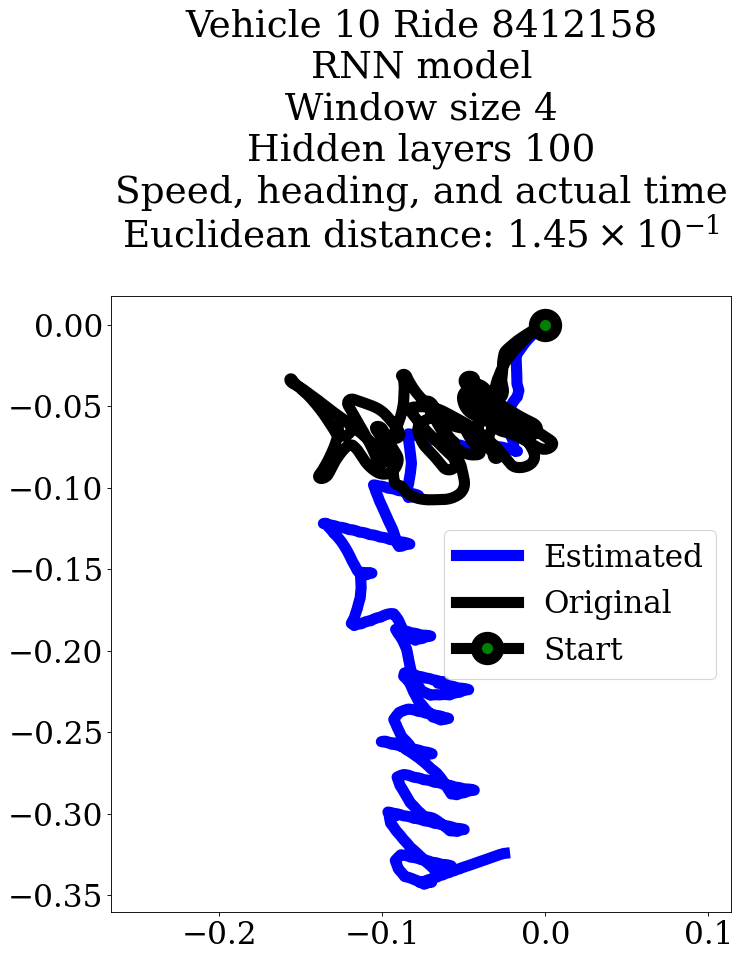 Vehicle 10 Ride 8412158
RNN model
Window size 4
Hidden layers 100
Speed, heading, and actual time
Euclidean distance: 1.45 × 10⁻¹
0.00
−0.05
−0.10
−0.15
−0.20
−0.25
−0.30
−0.35
Estimated
Original
Start
−0.2
−0.1
0.0
0.1